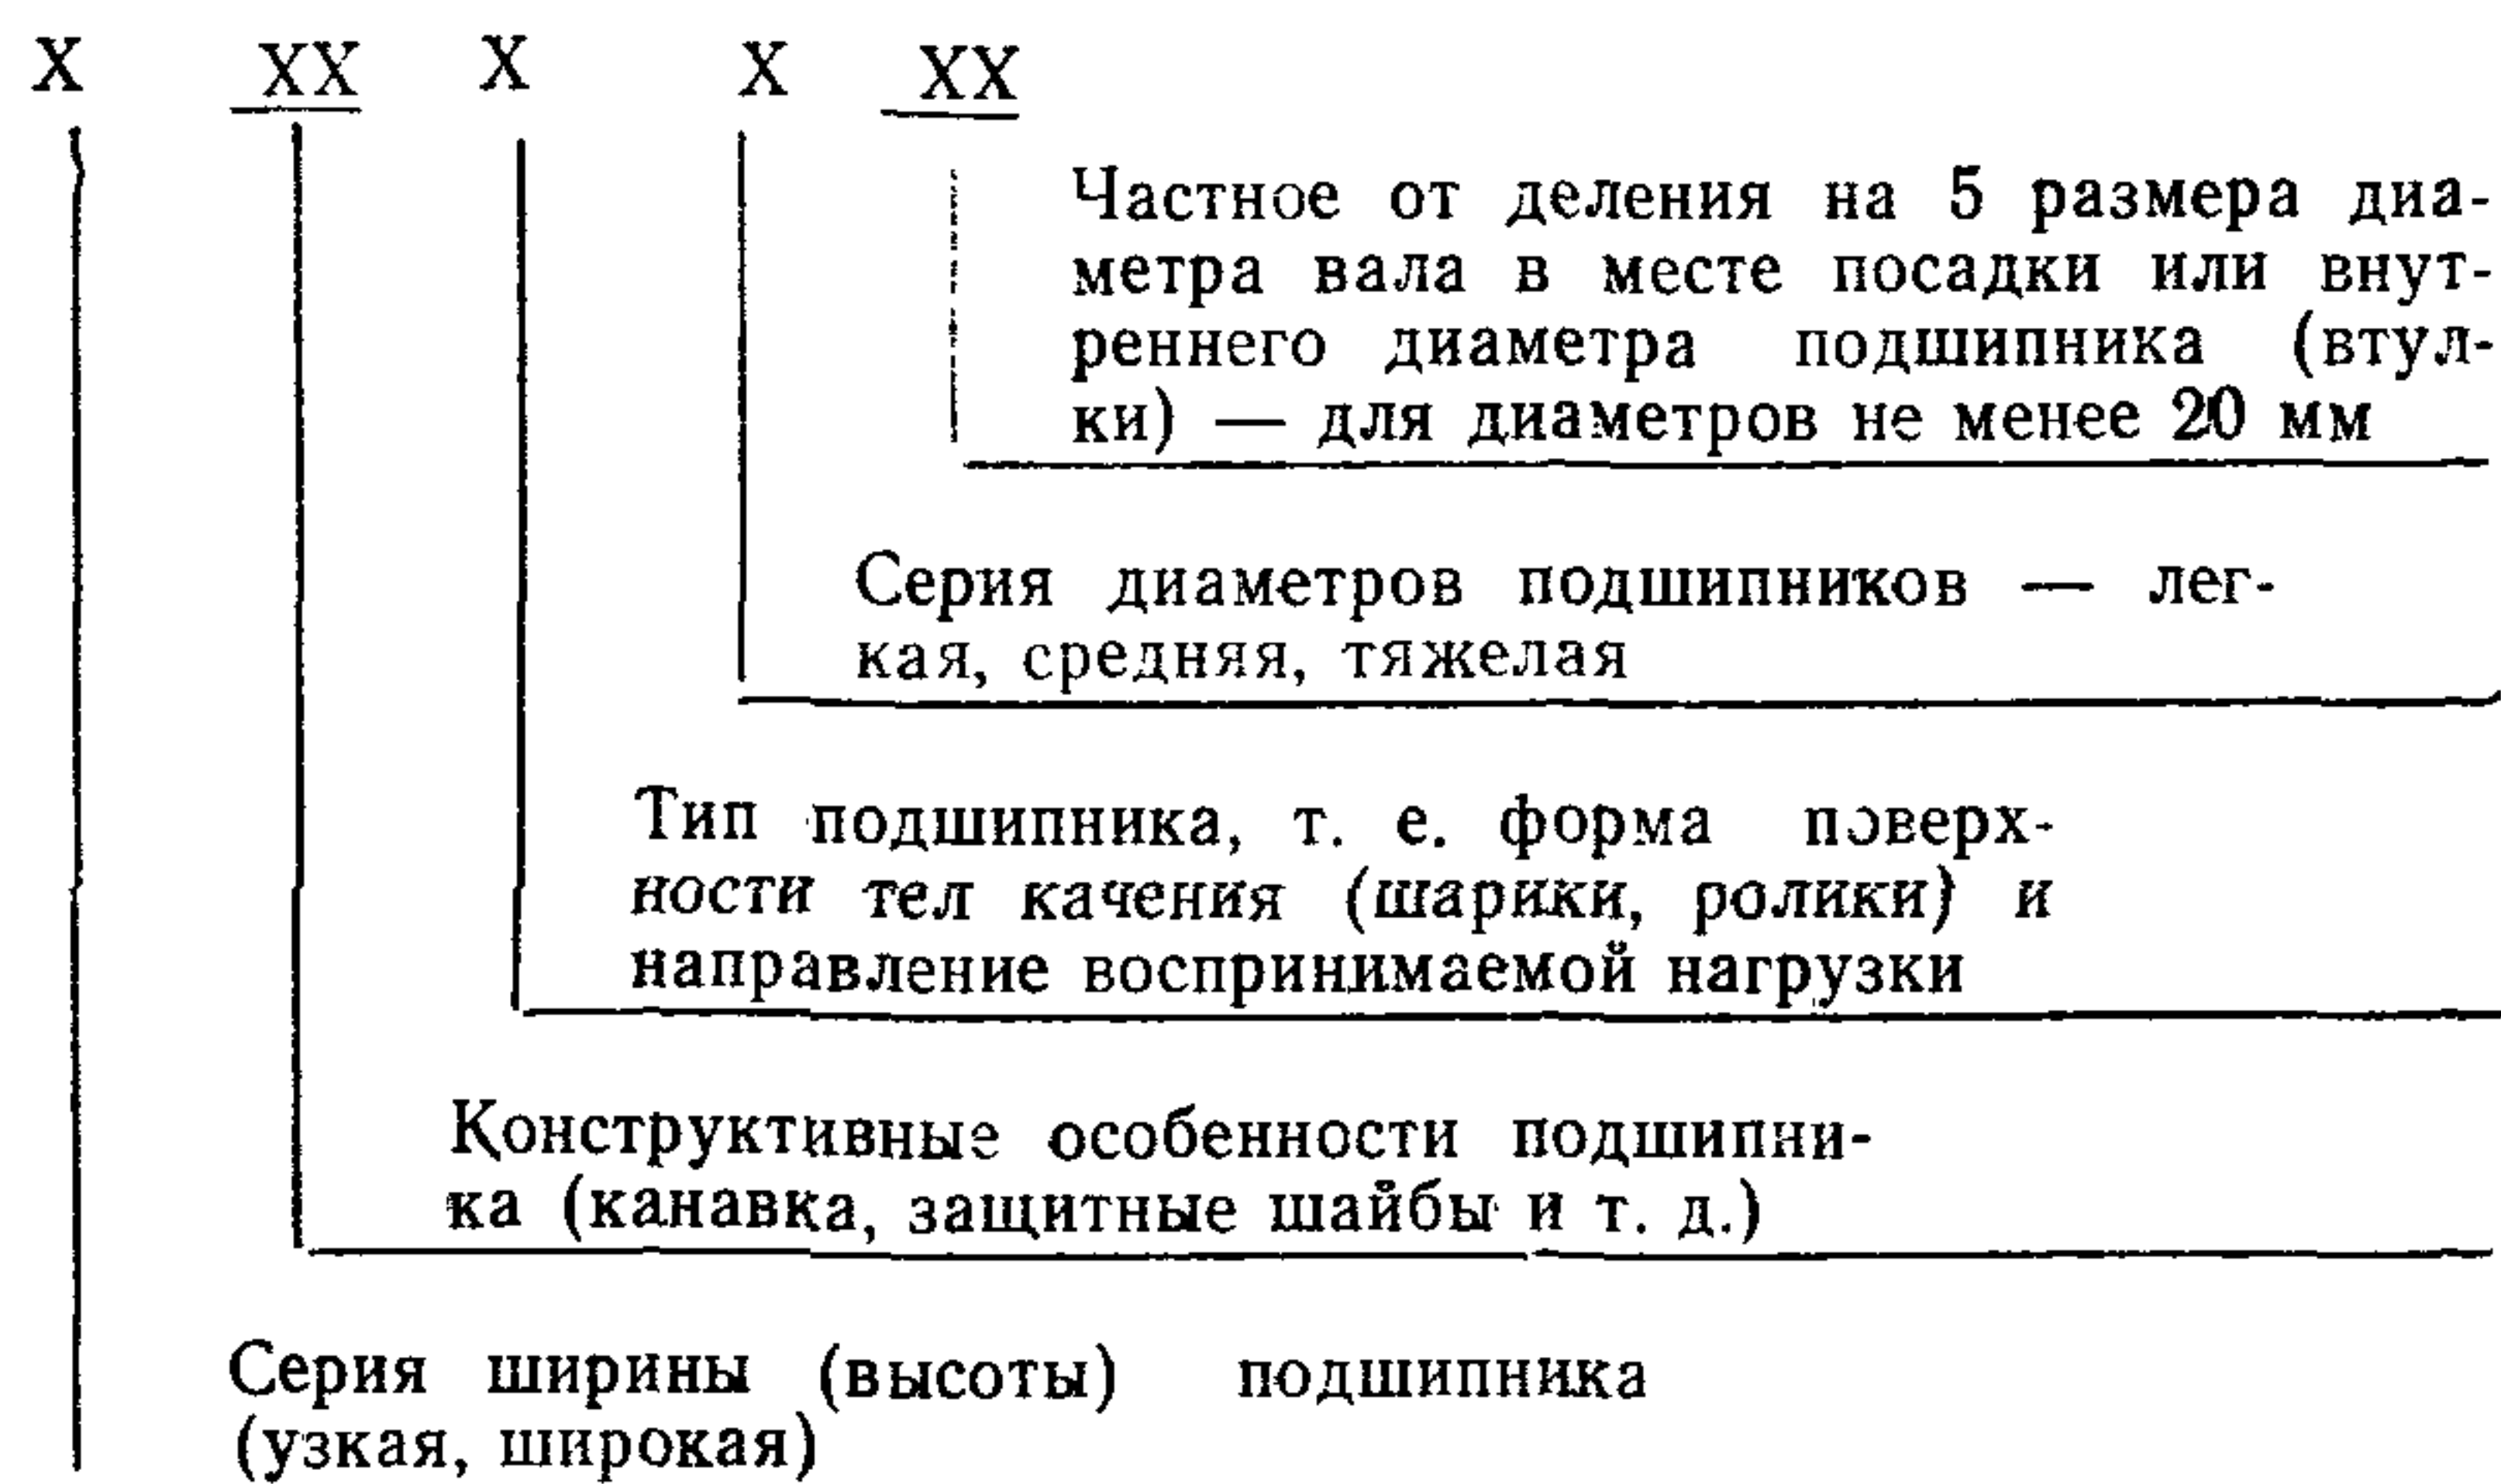 X XX X X XX
Частное от деления на 5 размера диа-
метра вала в месте посадки или внут-
реннего диаметра подшипника (втул-
ки) — для диаметров не менее 20 мм
Серия диаметров подшипников — лег-
кая, средняя, тяжелая
Тип подшипника, т. е. форма поверх-
ности тел качения (шарики, ролики) и
направление воспринимаемой нагрузки
Конструктивные особенности подшипни-
ка (канавка, защитные шайбы и т. д.)
Серия ширины (высоты) подшипника
(узкая, широкая)